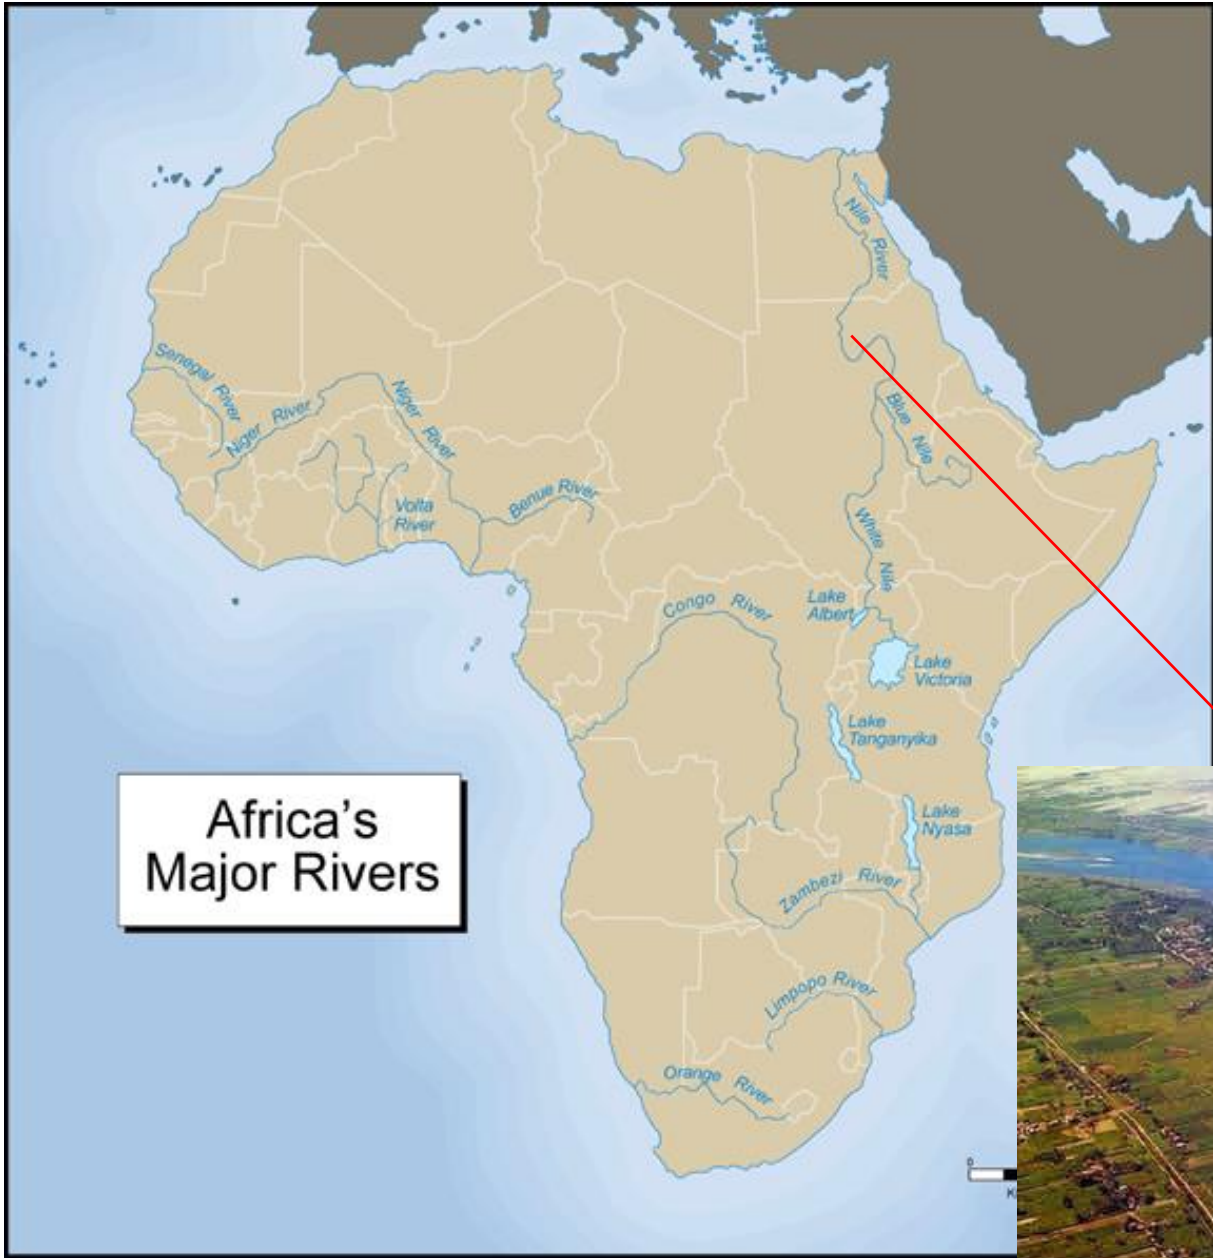 Nile River
Senegal River
Niger River
Niger River
Blue Nile
Benue River
Volta
River
White Nile
Lake
Albert
Congo River
Lake
Victoria
Lake
Tanganyika
Africa's
Major Rivers
Lake
Nyasa
Zambezi River
Limpopo River
Orange River
0